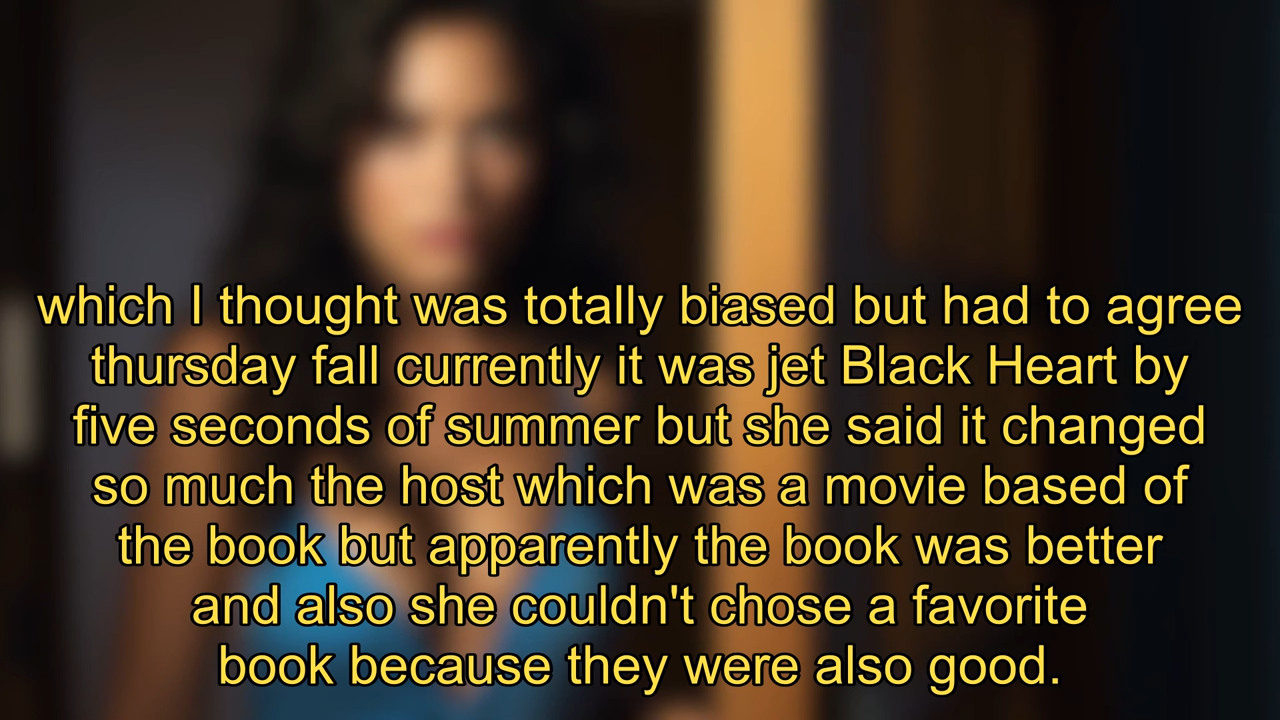 which I thought was totally biased but had to agree
thursday fall currently it was jet Black Heart by
five seconds of summer but she said it changed
so much the host which was a movie based of
the book but apparently the book was better
and also she couldn't chose a favorite
book because they were also good.